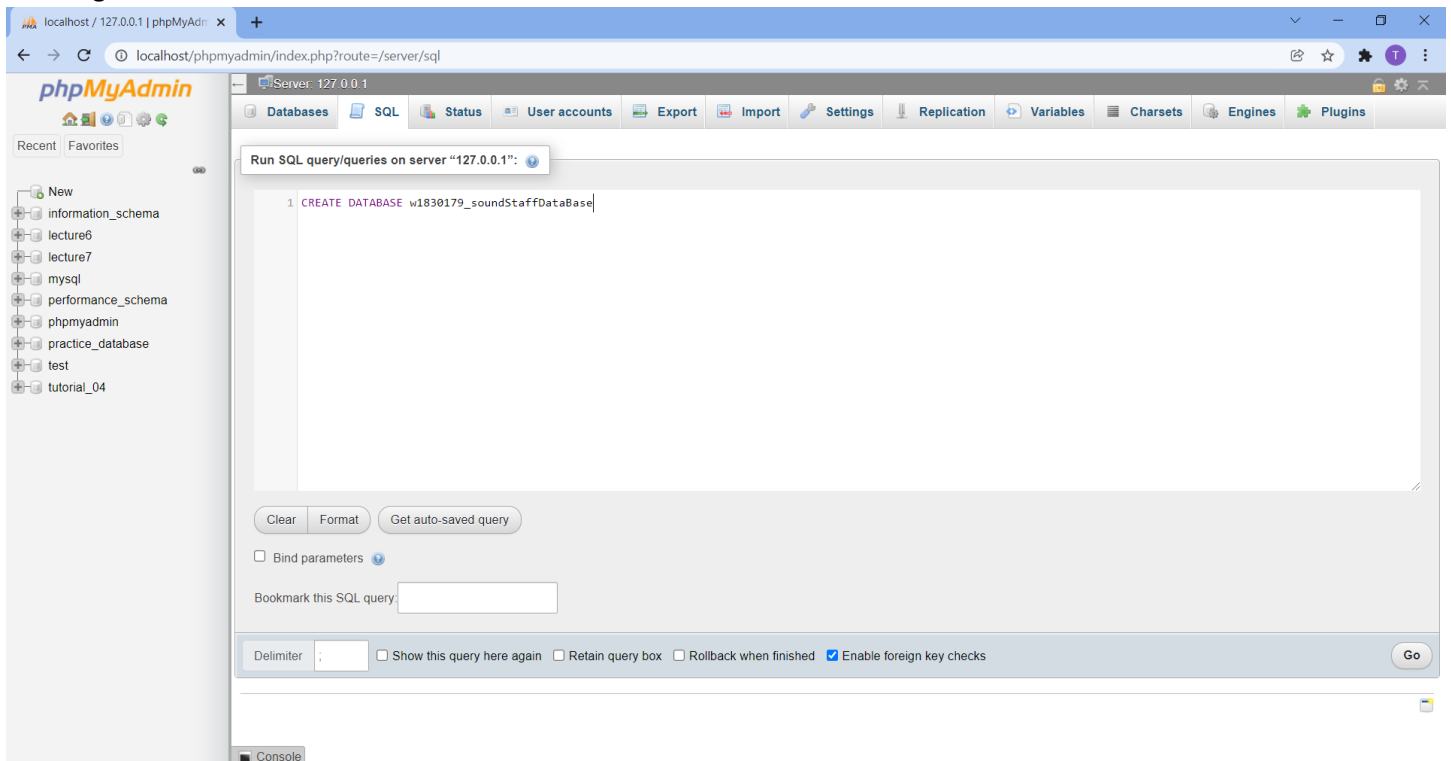 localhost / 127.0.0.1 | phpMyAdm
localhost/phpmyadmin/index.php?route=/server/sql
T
phpMyAdmin
Recent Favorites
New
information_schema
lecture6
lecture7
mysql
performance_schema
phpmyadmin
practice_database
test
tutorial_04
Server: 127.0.0.1
Databases SQL Status User accounts Export Import Settings Replication Variables Charsets Engines Plugins
Run SQL query/queries on server “127.0.0.1”:
1 CREATE DATABASE w1830179_soundStaffDataBase
Clear Format Get auto-saved query
Bind parameters
Bookmark this SQL query:
Delimiter ; Show this query here again Retain query box Rollback when finished Enable foreign key checks Go
Console